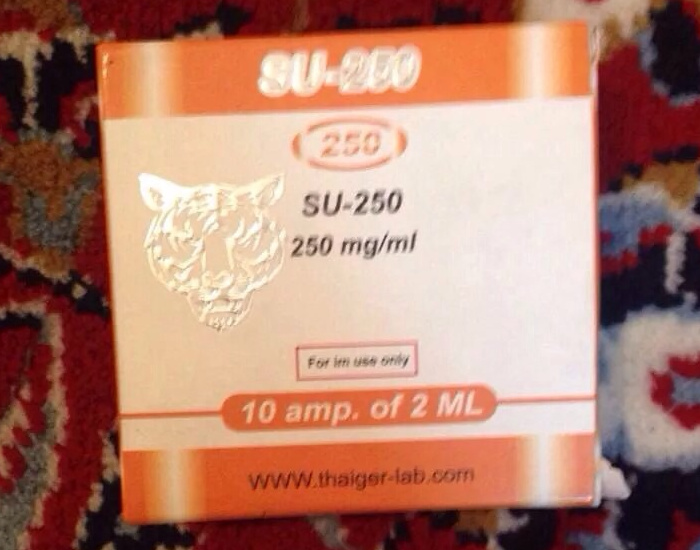 SU-250
250
SU-250
250 mg/ml
For im use only
10 amp. of 2 ML
WWW.thaiger-lab.com